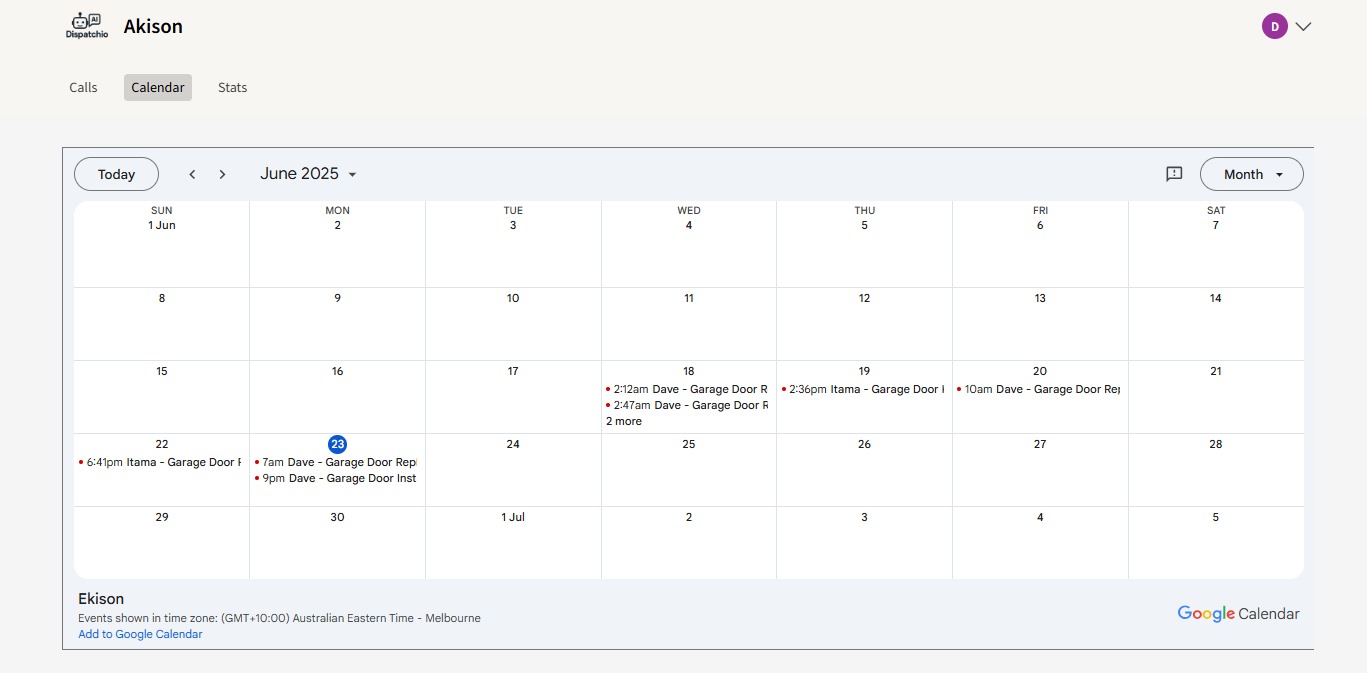 AI
Dispatchio
Akison
D
Calls
Calendar
Stats
Today
June 2025
Month
SUN MON TUE WED THU FRI SAT
1 Jun 2 3 4 5 6 7
8 9 10 11 12 13 14
15 16 17 18 19 20 21
2:12am Dave - Garage Door R
2:47am Dave - Garage Door R
2 more
2:36pm Itama - Garage Door
10am Dave - Garage Door Rep
22 23 24 25 26 27 28
6:41pm Itama - Garage Door
7am Dave - Garage Door Repl
9pm Dave - Garage Door Inst
29 30 1 Jul 2 3 4 5
Ekison
Events shown in time zone: (GMT+10:00) Australian Eastern Time - Melbourne
Add to Google Calendar
Google Calendar